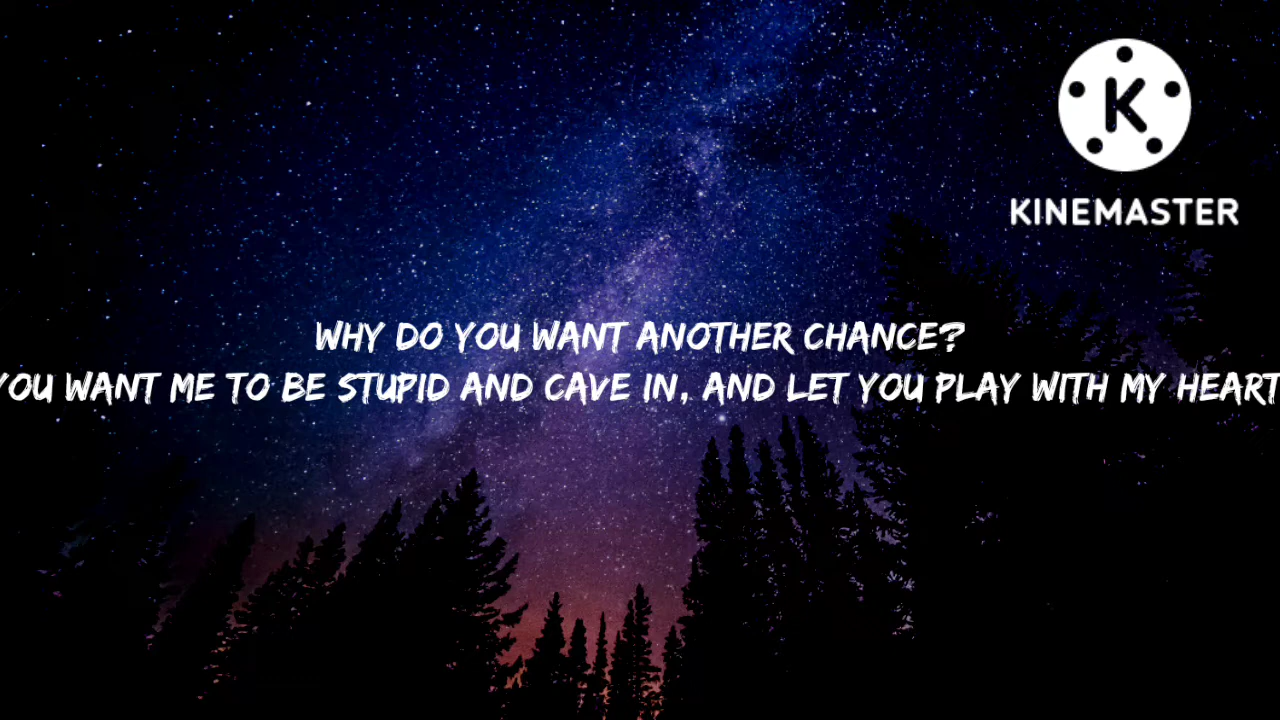 K
KINEMASTER
WHY DO YOU WANT ANOTHER CHANCE?
YOU WANT ME TO BE STUPID AND CAVE IN, AND LET YOU PLAY WITH MY HEART